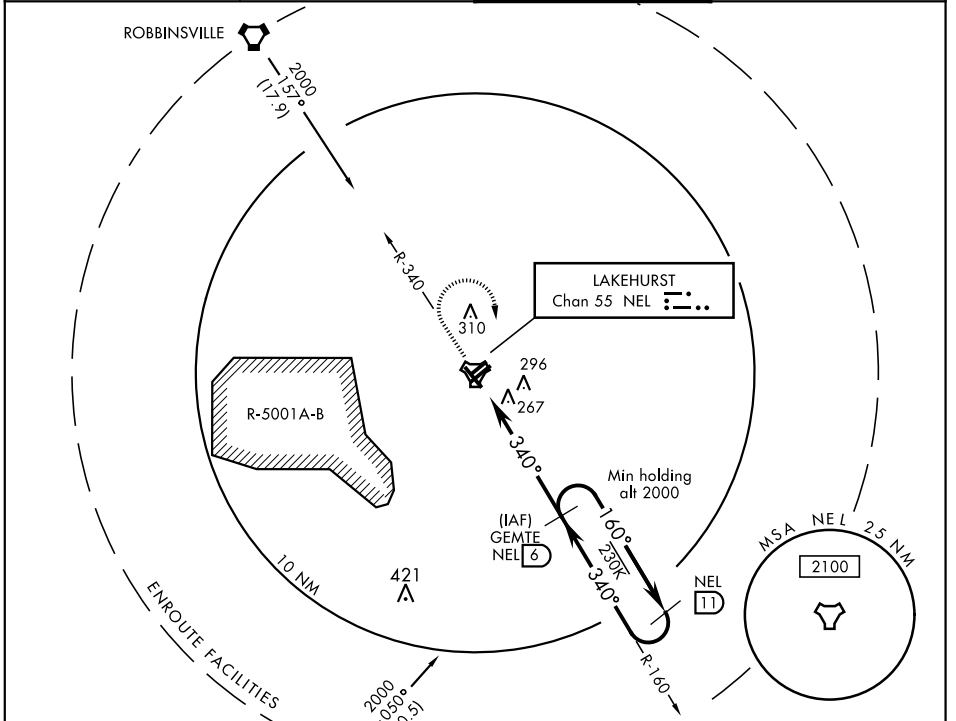 ROBBINSVILLE
2000
157°
(17.9)
R-340
LAKEHURST
Chan 55 NEL
310
296
267
R-5001A-B
340°
Min holding
alt 2000
(IAF)
GEMTE
NEL 6
160°
230K
340°
NEL
11
MSA NEL 25 NM
2100
10 NM
421
ENROUTE FACILITIES
R-160
2000
050°